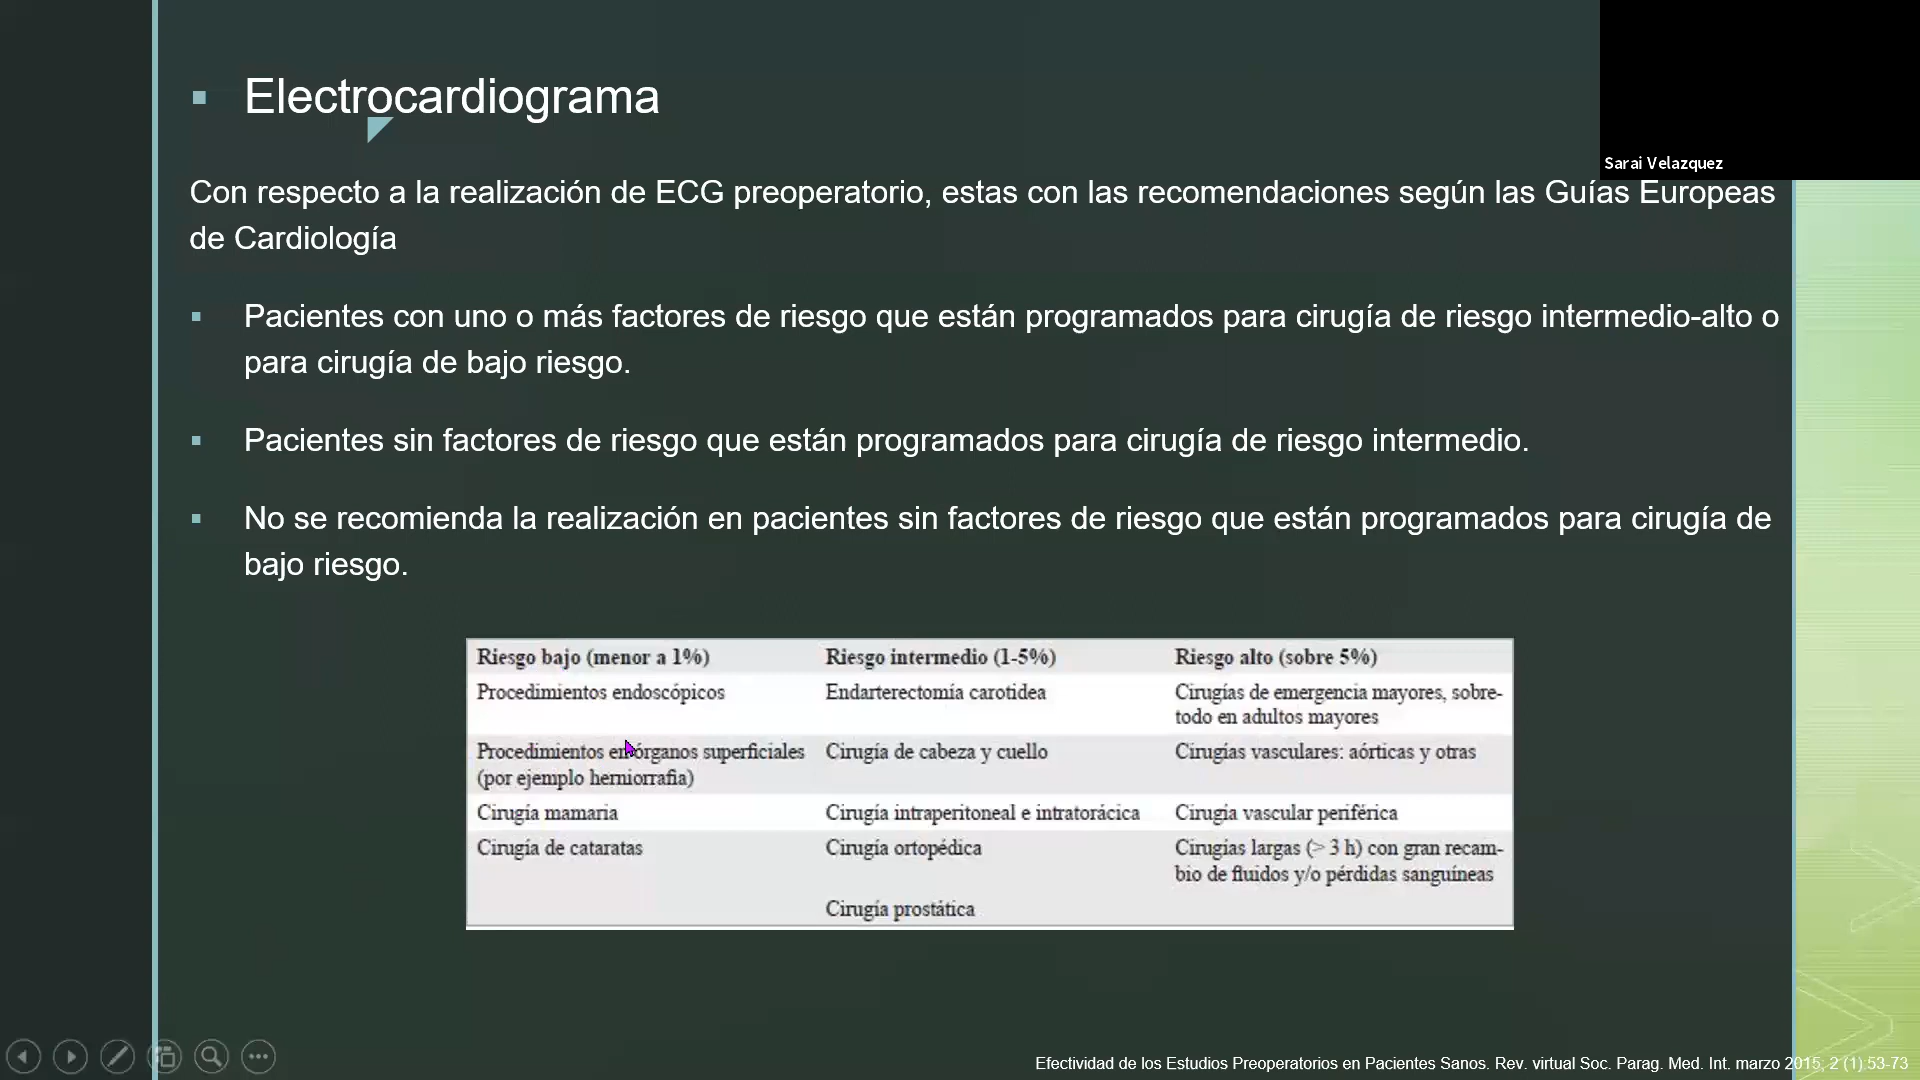 Electrocardiograma
Sarai Velazquez
Con respecto a la realización de ECG preoperatorio, estas con las recomendaciones según las Guías Europeas
de Cardiología
Pacientes con uno o más factores de riesgo que están programados para cirugía de riesgo intermedio-alto o
para cirugía de bajo riesgo.
Pacientes sin factores de riesgo que están programados para cirugía de riesgo intermedio.
No se recomienda la realización en pacientes sin factores de riesgo que están programados para cirugía de
bajo riesgo.
Riesgo bajo (menor a 1%) Riesgo intermedio (1-5%) Riesgo alto (sobre 5%)
Procedimientos endoscópicos Endarterectomía carotidea Cirugías de emergencia mayores, sobre-
todo en adultos mayores
Procedimientos en órganos superficiales Cirugía de cabeza y cuello Cirugías vasculares: aórticas y otras
(por ejemplo herniorrafia)
Cirugía mamaria Cirugía intraperitoneal e intratorácica Cirugía vascular periférica
Cirugía de cataratas Cirugía ortopédica Cirugías largas (> 3 h) con gran recam-
bio de fluidos y/o pérdidas sanguíneas
Cirugía prostática
Efectividad de los Estudios Preoperatorios en Pacientes Sanos. Rev. virtual Soc. Parag. Med. Int. marzo 2015; 2 (1):53-73